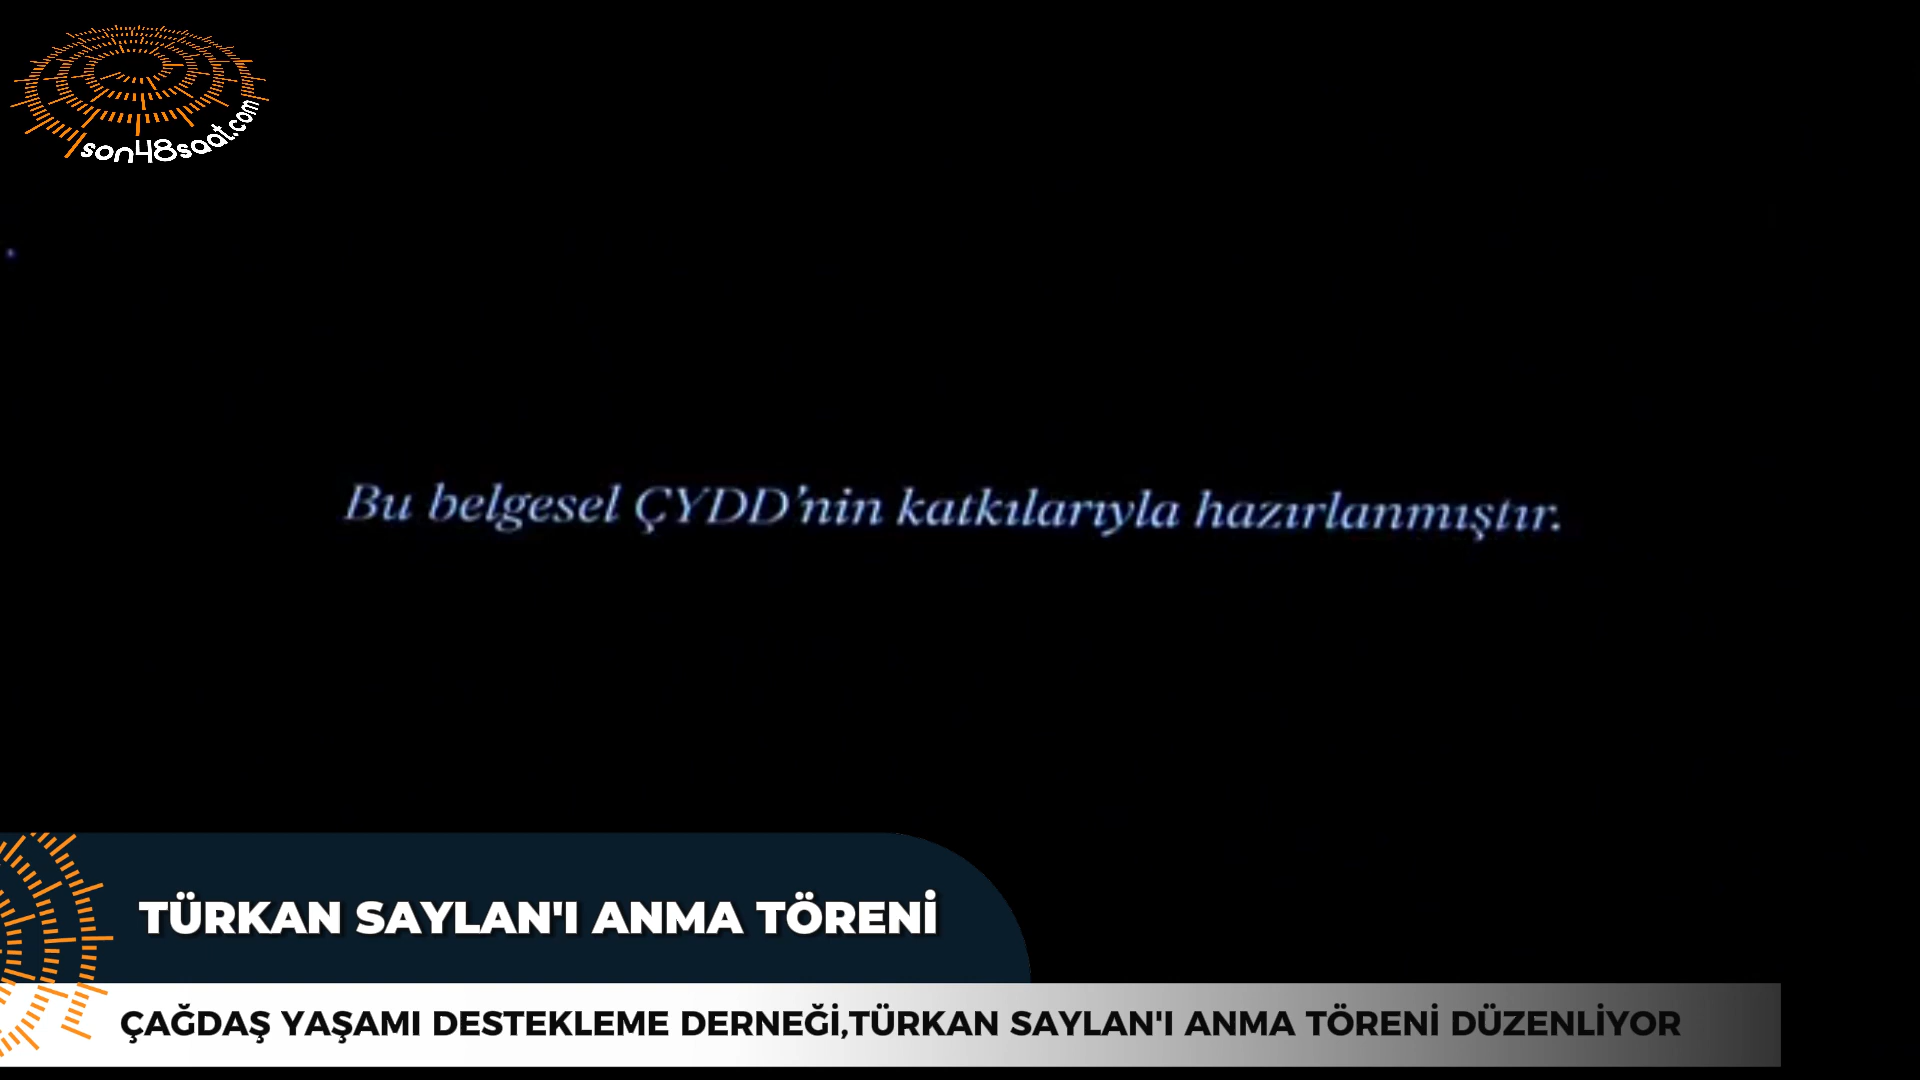 son48saat.com
Bu belgesel ÇYDD’nin katkılarıyla hazırlanmıştır.
TÜRKAN SAYLAN'I ANMA TÖRENİ
ÇAĞDAŞ YAŞAMI DESTEKLEME DERNEĞİ,TÜRKAN SAYLAN'I ANMA TÖRENİ DÜZENLİYOR